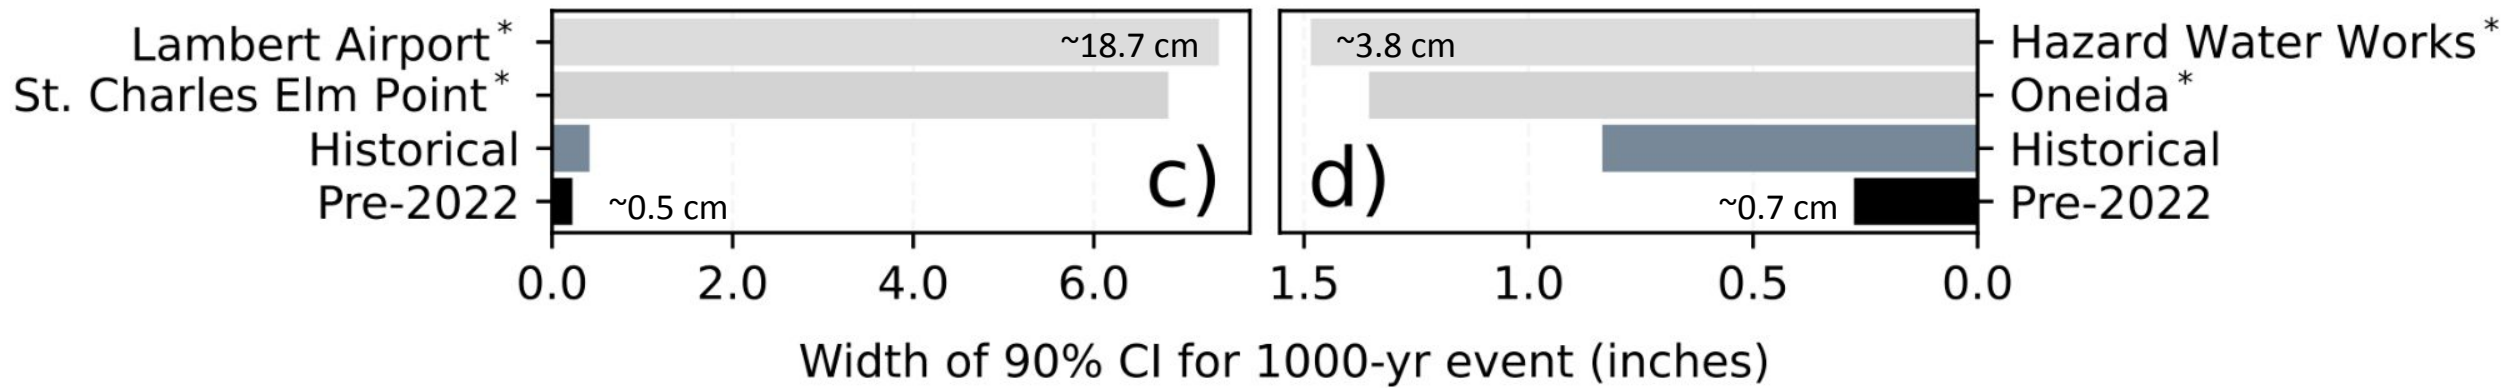 Lambert Airport* ~18.7 cm ~3.8 cm Hazard Water Works*
St. Charles Elm Point* Oneida*
Historical c) d) Historical
Pre-2022 ~0.5 cm ~0.7 cm Pre-2022
0.0 2.0 4.0 6.0 1.5 1.0 0.5 0.0
Width of 90% CI for 1000-yr event (inches)